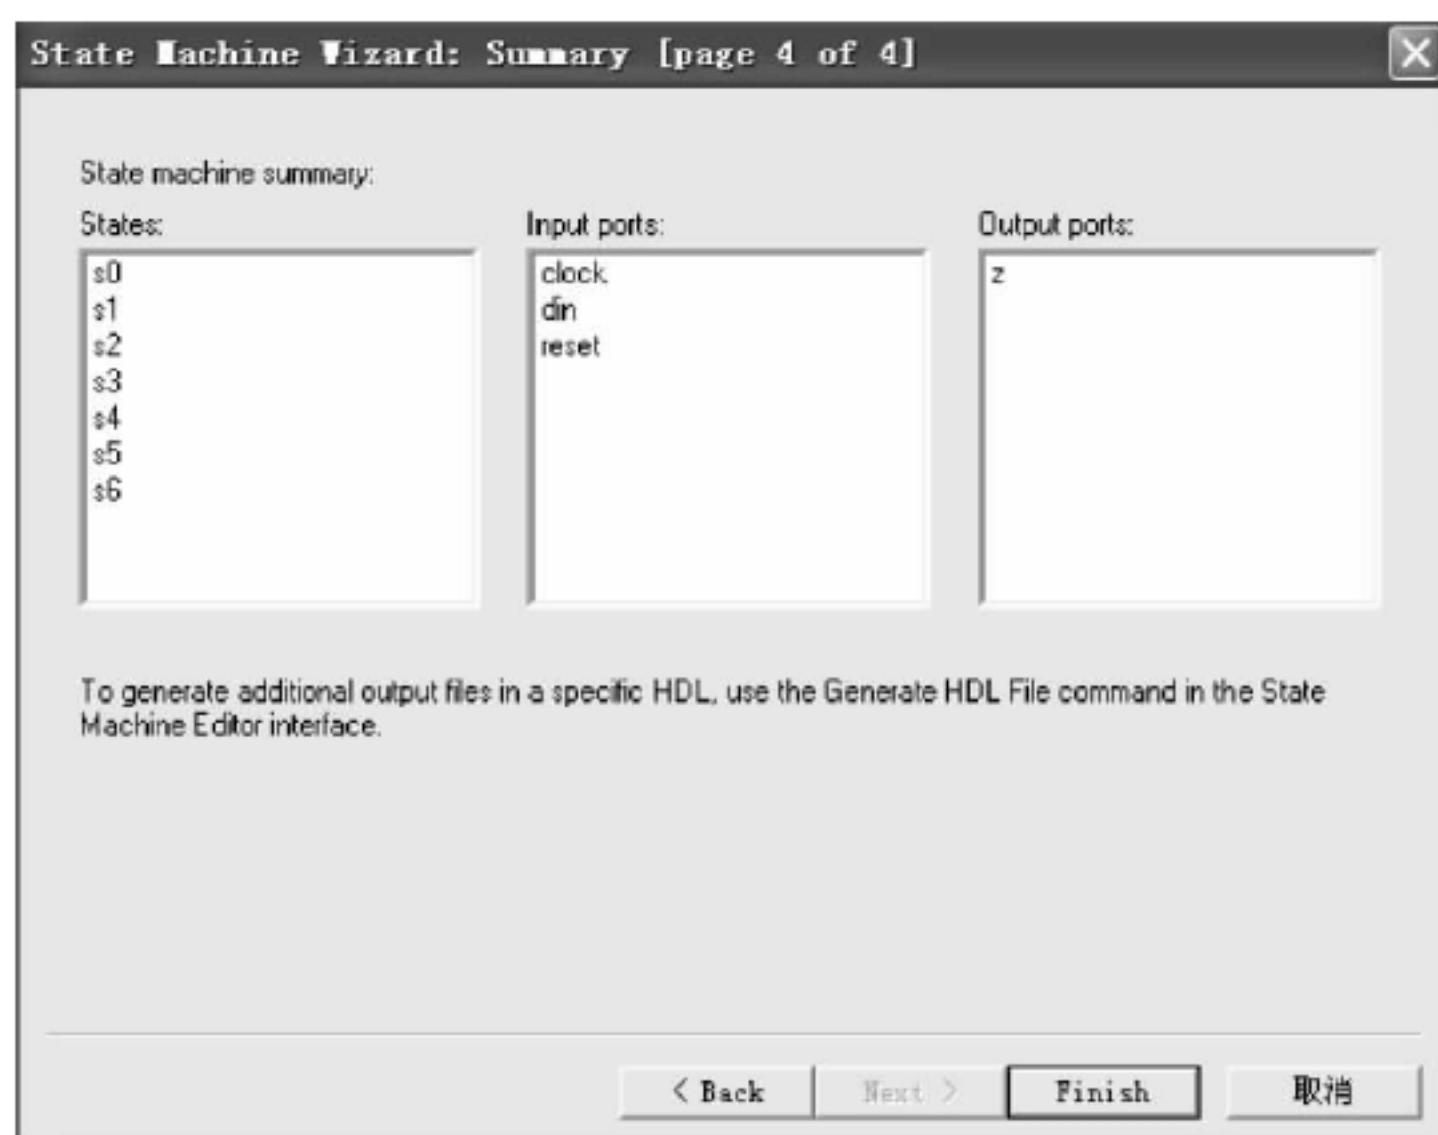 State Machine Wizard: Summary [page 4 of 4]
State machine summary:
States:
s0
s1
s2
s3
s4
s5
s6
Input ports:
clock
din
reset
Output ports:
z
To generate additional output files in a specific HDL, use the Generate HDL File command in the State
Machine Editor interface.
< Back
Next >
Finish
取消